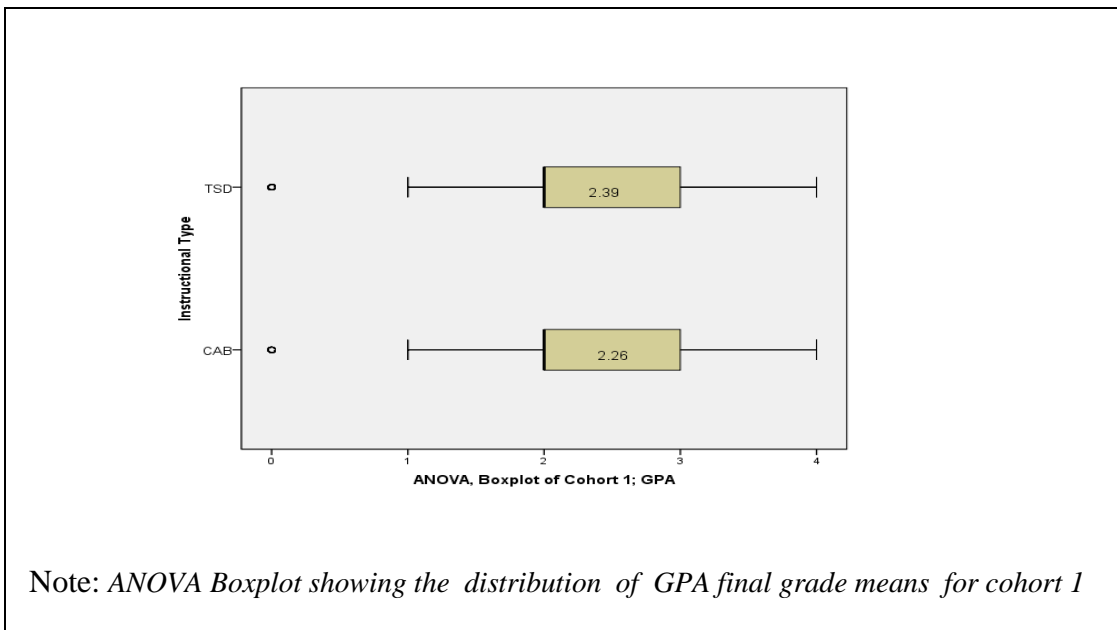 TSD
2.39
Instructional Type
CAB
2.26
0 1 2 3 4
ANOVA, Boxplot of Cohort 1; GPA
Note: ANOVA Boxplot showing the distribution of GPA final grade means for cohort 1